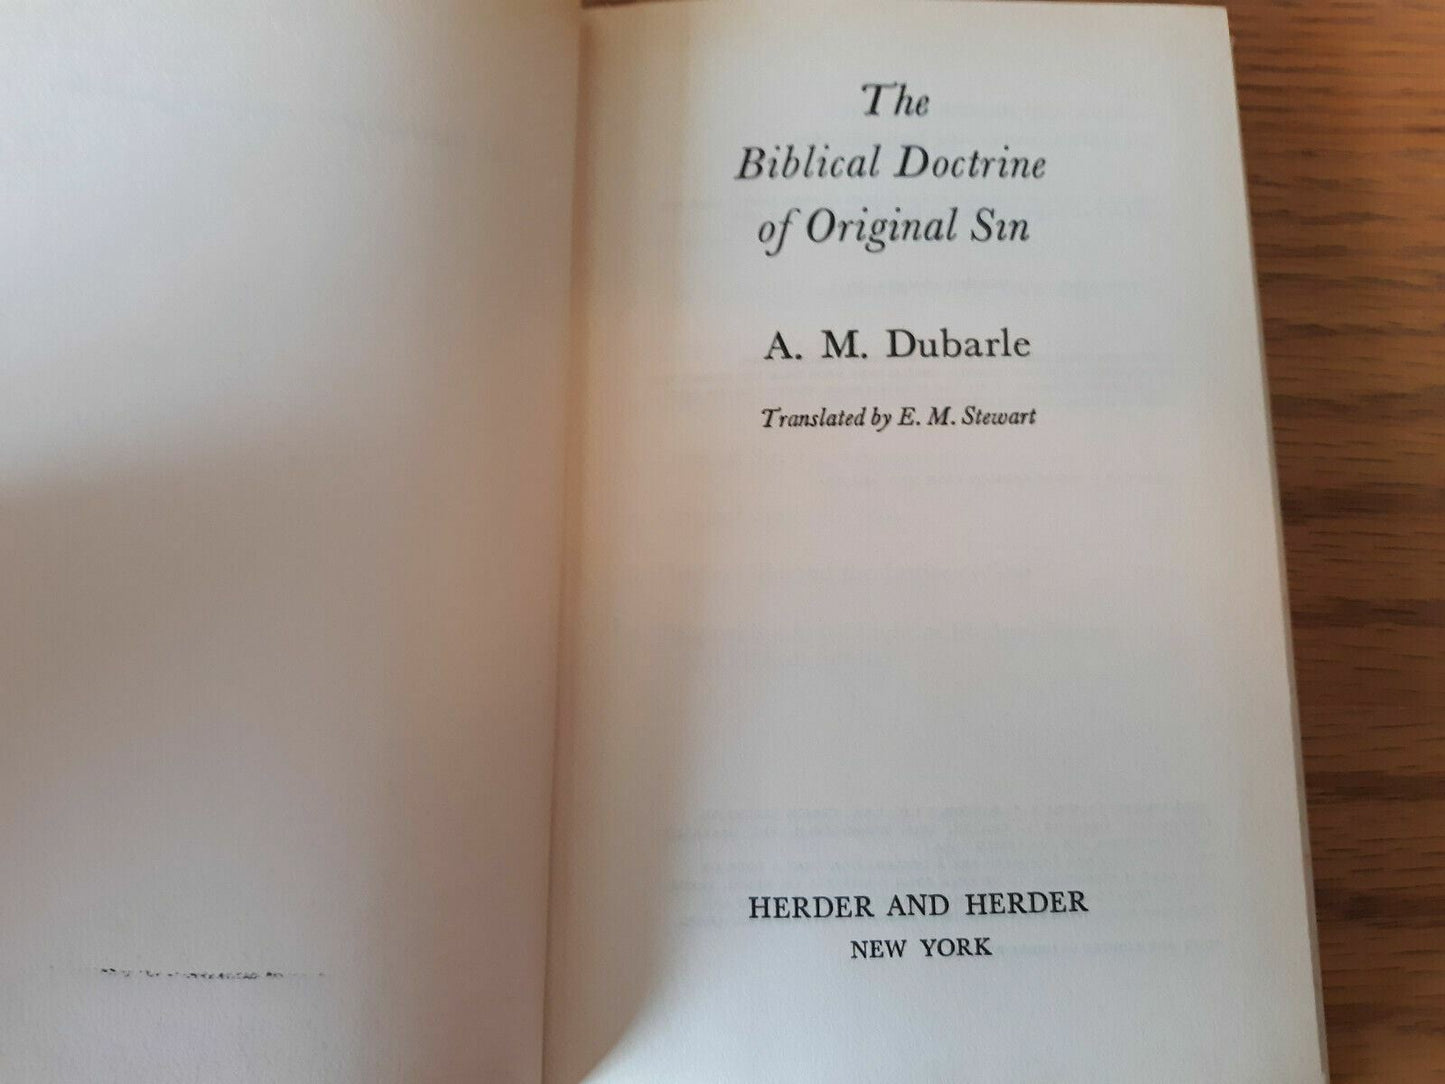 The
Biblical Doctrine
of Original Sin
A. M. Dubarle
Translated by E. M. Stewart
HERDER AND HERDER
NEW YORK